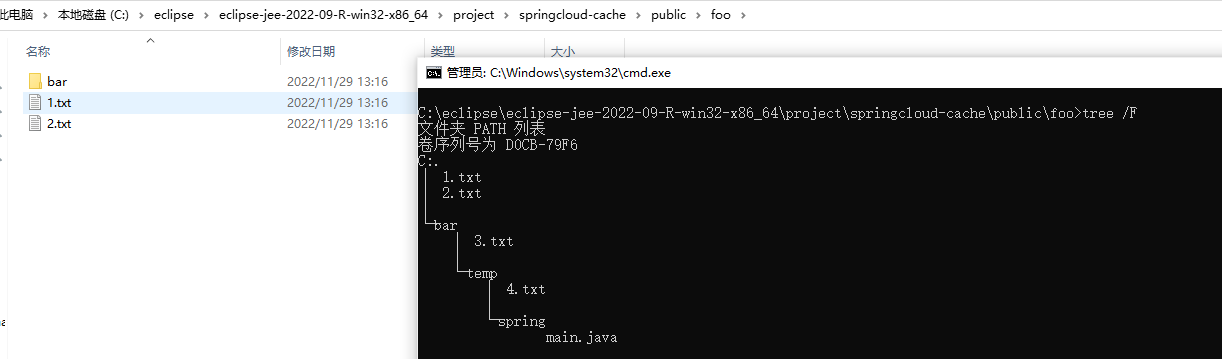 此电脑 › 本地磁盘 (C:) › eclipse › eclipse-jee-2022-09-R-win32-x86_64 › project › springcloud-cache › public › foo ›
名称 修改日期 类型 大小
bar 2022/11/29 13:16
1.txt 2022/11/29 13:16
2.txt 2022/11/29 13:16
管理员: C:\Windows\system32\cmd.exe
C:\eclipse\eclipse-jee-2022-09-R-win32-x86_64\project\springcloud-cache\public\foo>tree /F
文件夹 PATH 列表
卷序列号为 D0CB-79F6
C:.
│  1.txt
│  2.txt
│
└─bar
    │  3.txt
    │
    └─temp
        │  4.txt
        │
        └─spring
                main.java